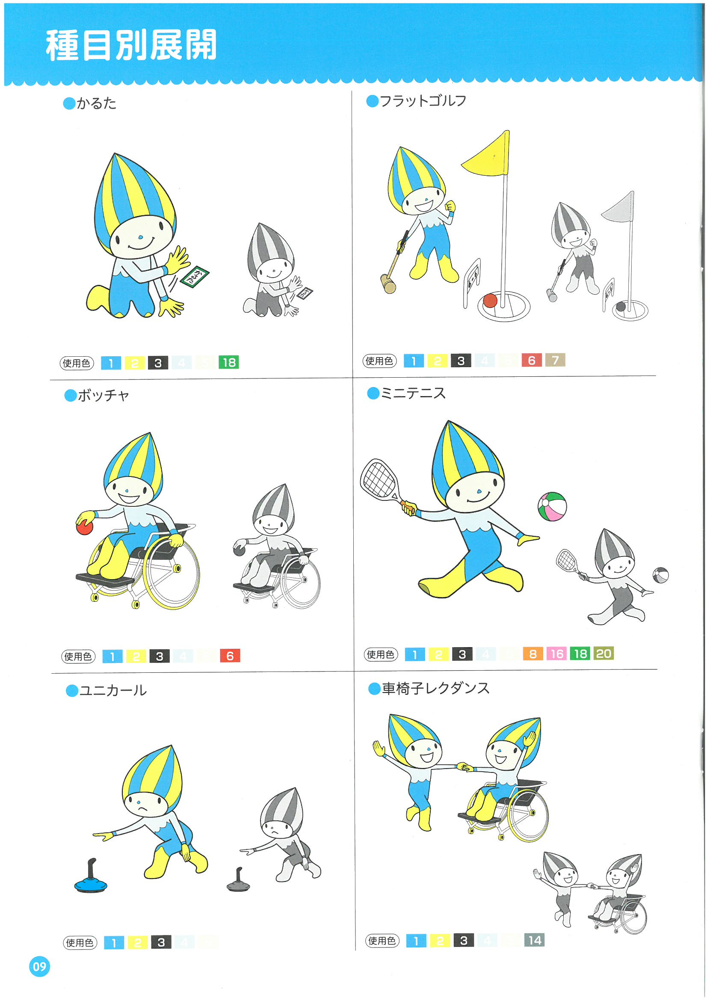 種目別展開
●かるた
かるた
使用色 1 2 3 4 5 18
●フラットゴルフ
使用色 1 2 3 4 5 6 7
●ボッチャ
使用色 1 2 3 4 5 6
●ミニテニス
使用色 1 2 3 4 5 8 16 18 20
●ユニカール
使用色 1 2 3 4 5
●車椅子レクダンス
使用色 1 2 3 4 5 14
09